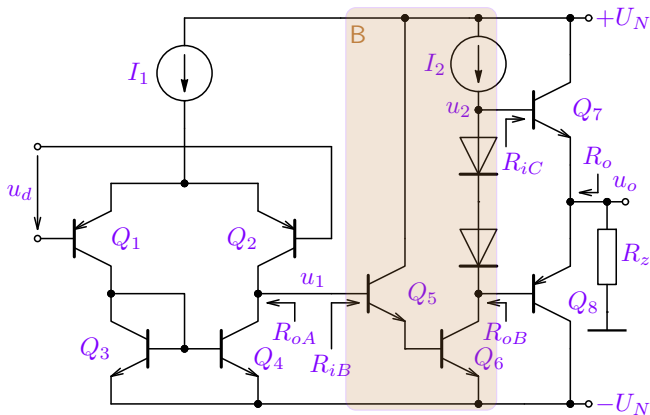 +U_N
B
I_1
I_2
u_2
Q_7
R_iC
R_o
u_d
u_o
Q_1
Q_2
R_z
u_1
Q_5
Q_8
R_oA
R_oB
Q_3
Q_4
R_iB
Q_6
−U_N